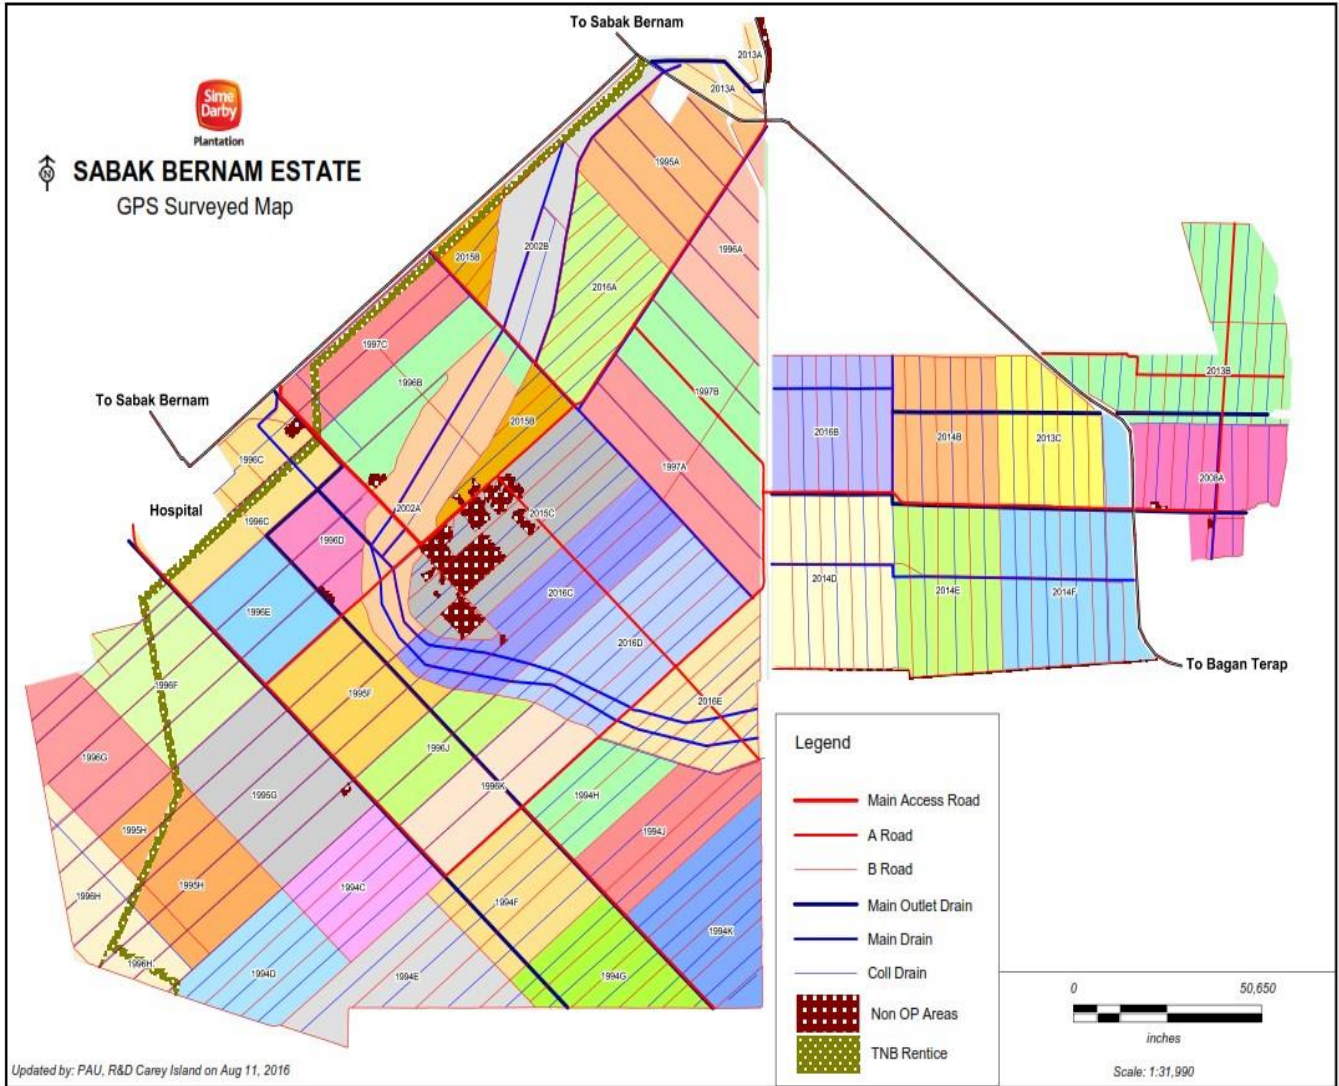 To Sabak Bernam
2013A
2013A
Sime
Darby
Plantation
N
SABAK BERNAM ESTATE
GPS Surveyed Map
1995A
2002B
1996A
2015B
2016A
1997C
1996B
2013B
1997B
To Sabak Bernam
2015B
2016B
2014B
2013C
1996C
1997A
2008A
Hospital
2002A
2015C
1996C
1996D
2014D
2014E
2014F
1996E
2016C
2016D
To Bagan Terap
1996F
1995F
2016E
1996G
1996J
1995G
1996K
1994H
1995H
1994J
1995H
1994C
1996H
1994F
1994K
1996H
1994D
1994E
1994G
Legend
Main Access Road
A Road
B Road
Main Outlet Drain
Main Drain
Coll Drain
Non OP Areas
TNB Rentice
0 50,650
inches
Scale: 1:31,990
Updated by: PAU, R&D Carey Island on Aug 11, 2016